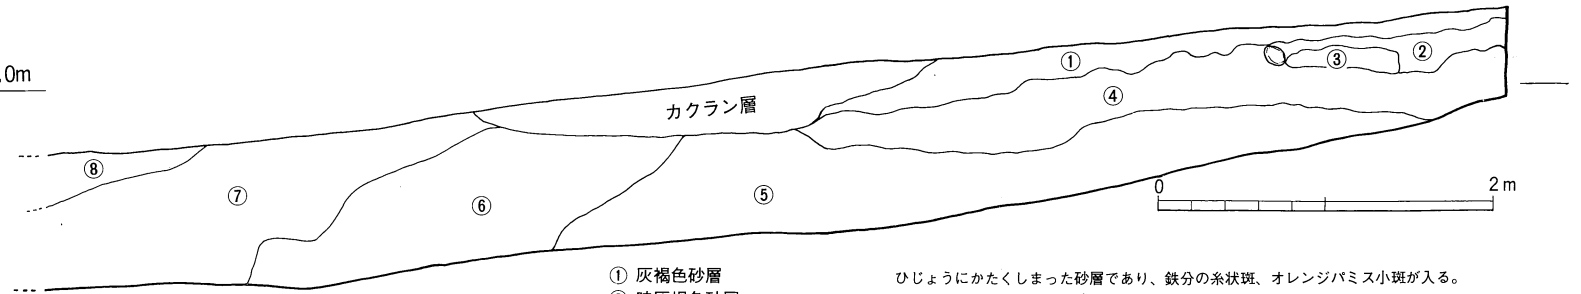 .0m
カクラン層
①
②
③
④
⑤
⑥
⑦
⑧
0 2m
① 灰褐色砂層 ひじょうにかたくしまった砂層であり、鉄分の糸状斑、オレンジパミス小斑が入る。